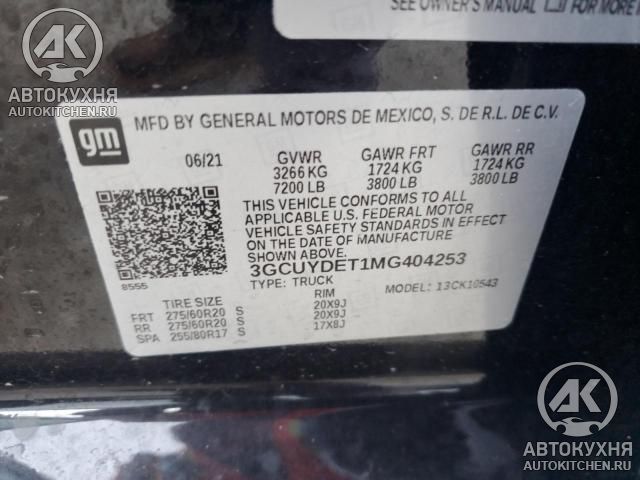 SEE OWNER'S MANUAL FOR MORE
AK
АВТОКУХНЯ
AUTOKITCHEN.RU
gm
MFD BY GENERAL MOTORS DE MEXICO, S. DE R.L. DE C.V.
06/21 GVWR GAWR FRT GAWR RR
3266 KG 1724 KG 1724 KG
7200 LB 3800 LB 3800 LB
THIS VEHICLE CONFORMS TO ALL
APPLICABLE U.S. FEDERAL MOTOR
VEHICLE SAFETY STANDARDS IN EFFECT
ON THE DATE OF MANUFACTURE SHOWN ABOVE.
8555
3GCUYDET1MG404253
TYPE: TRUCK MODEL: 13CK10543
TIRE SIZE RIM
FRT 275/60R20 S 20X9J
RR 275/60R20 S 20X9J
SPA 255/80R17 S 17X8J
AK
АВТОКУХНЯ
AUTOKITCHEN.RU